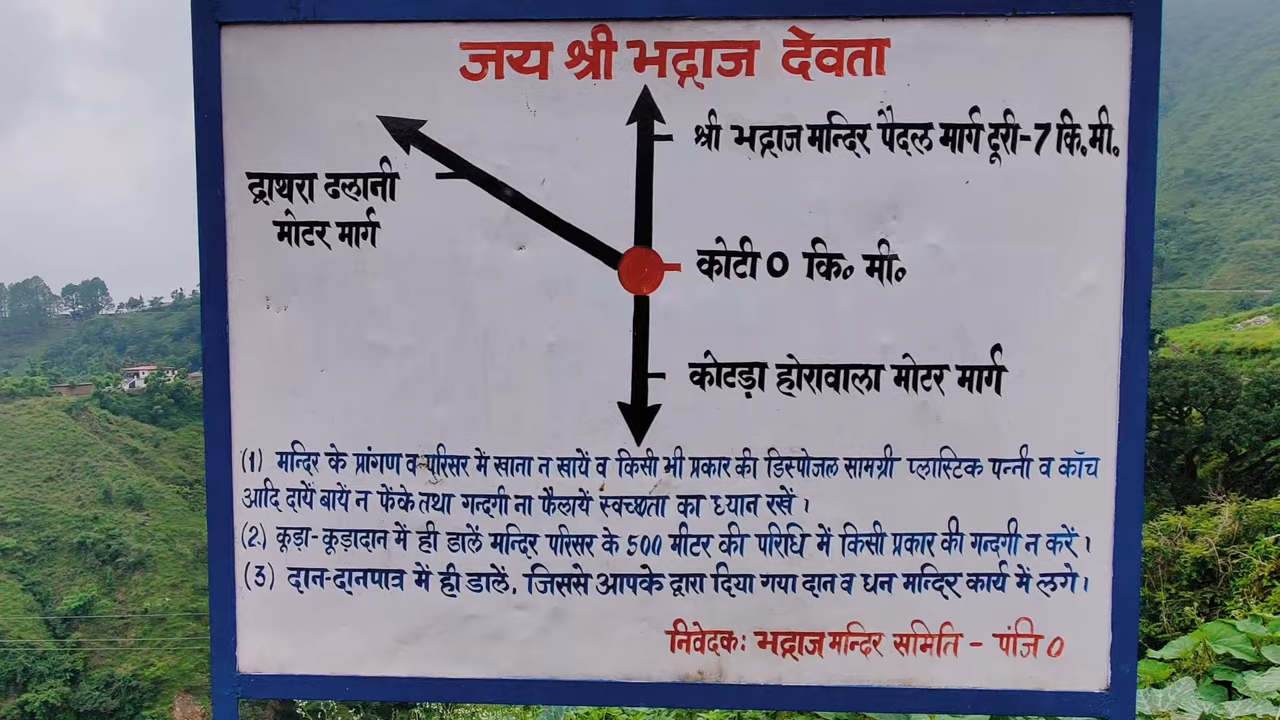 जय श्री भद्राज देवता
श्री भद्राज मन्दिर पैदल मार्ग दूरी-7 कि.मी.
द्वाथरा ढलानी
मोटर मार्ग
कोटी 0 कि० मी०
कोटड़ा होरावाला मोटर मार्ग
(1) मन्दिर के प्रांगण व परिसर में खाना न खायें व किसी भी प्रकार की डिस्पोजल सामग्री प्लास्टिक पन्नी व कॉच
आदि दायें बायें न फेंके तथा गन्दगी ना फैलायें स्वच्छता का ध्यान रखें।
(2) कूड़ा-कूड़ादान में ही डालें मन्दिर परिसर के 500 मीटर की परिधि में किसी प्रकार की गन्दगी न करें।
(3) दान-दानपात्र में ही डालें, जिससे आपके द्वारा दिया गया दान व धन मन्दिर कार्य में लगे।
निवेदक: भद्राज मन्दिर समिति - पंजि0